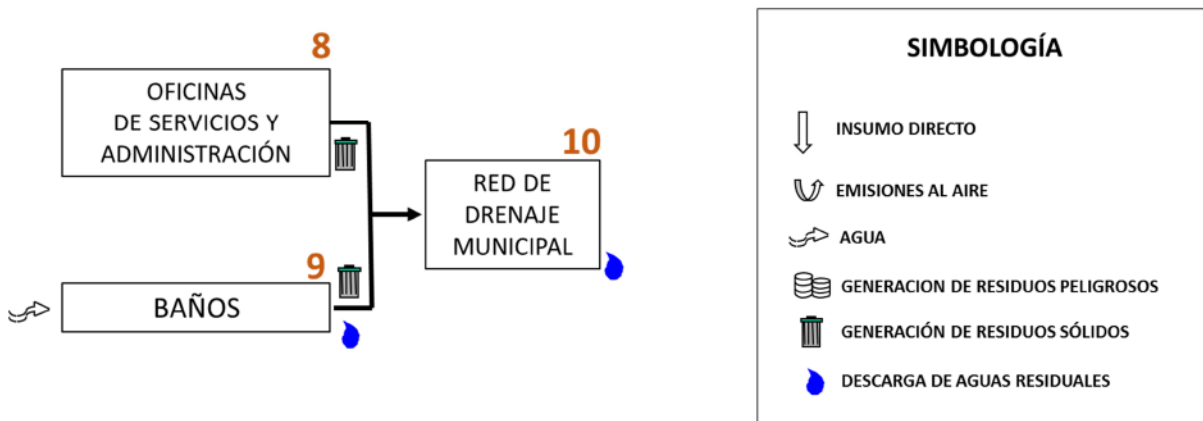 8
OFICINAS
DE SERVICIOS Y
ADMINISTRACIÓN
9
BAÑOS
10
RED DE
DRENAJE
MUNICIPAL
SIMBOLOGÍA
INSUMO DIRECTO
EMISIONES AL AIRE
AGUA
GENERACION DE RESIDUOS PELIGROSOS
GENERACIÓN DE RESIDUOS SÓLIDOS
DESCARGA DE AGUAS RESIDUALES